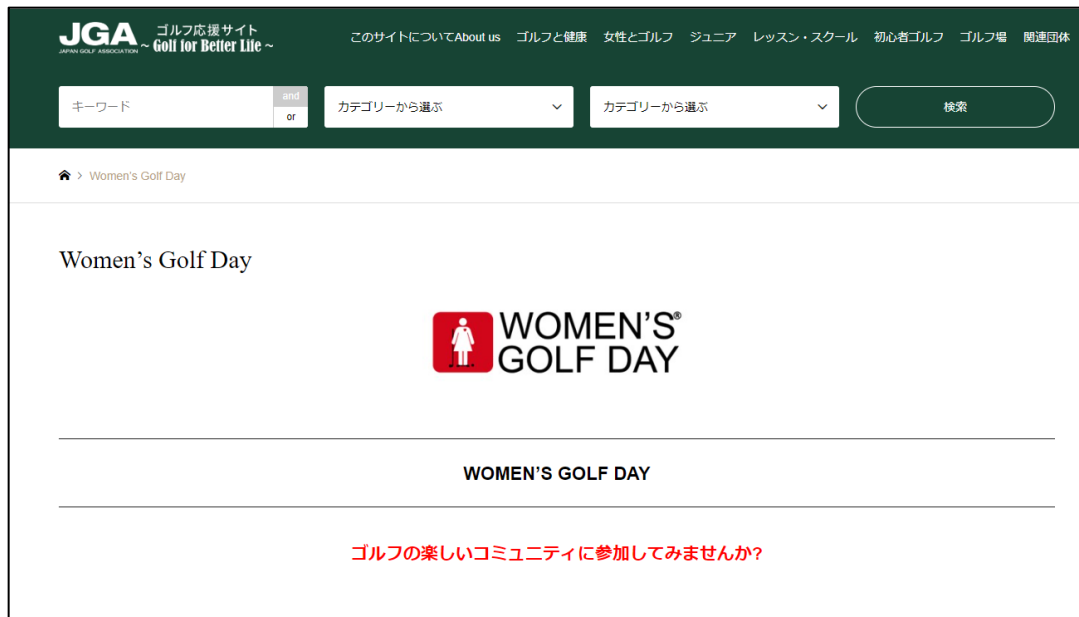 JGA
JAPAN GOLF ASSOCIATION
ゴルフ応援サイト
~ Golf for Better Life ~
このサイトについてAbout us ゴルフと健康 女性とゴルフ ジュニア レッスン・スクール 初心者ゴルフ ゴルフ場 関連団体
キーワード
and
or
カテゴリーから選ぶ
カテゴリーから選ぶ
検索
> Women's Golf Day
Women’s Golf Day
WOMEN'S®
GOLF DAY
WOMEN’S GOLF DAY
ゴルフの楽しいコミュニティに参加してみませんか?